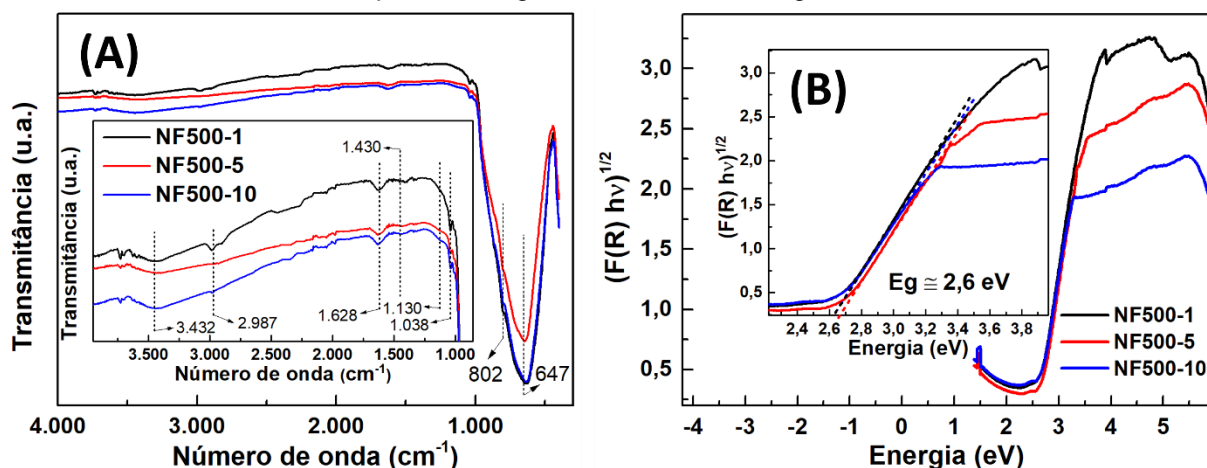 (A)
Transmitância (u.a.)
NF500-1
NF500-5
NF500-10
Transmitância (u.a.)
1.430
3.432
2.987
1.628
1.130
1.038
3.500 3.000 2.500 2.000 1.500 1.000
Número de onda (cm⁻¹)
802
647
4.000 3.000 2.000 1.000
Número de onda (cm⁻¹)
(B)
(F(R) hν)^1/2
3,0
2,5
2,0
1,5
1,0
0,5
(F(R) hν)^1/2
3,0
2,5
2,0
1,5
1,0
0,5
Eg ≅ 2,6 eV
2,4 2,6 2,8 3,0 3,2 3,4 3,6 3,8
Energia (eV)
NF500-1
NF500-5
NF500-10
-4 -3 -2 -1 0 1 2 3 4 5
Energia (eV)